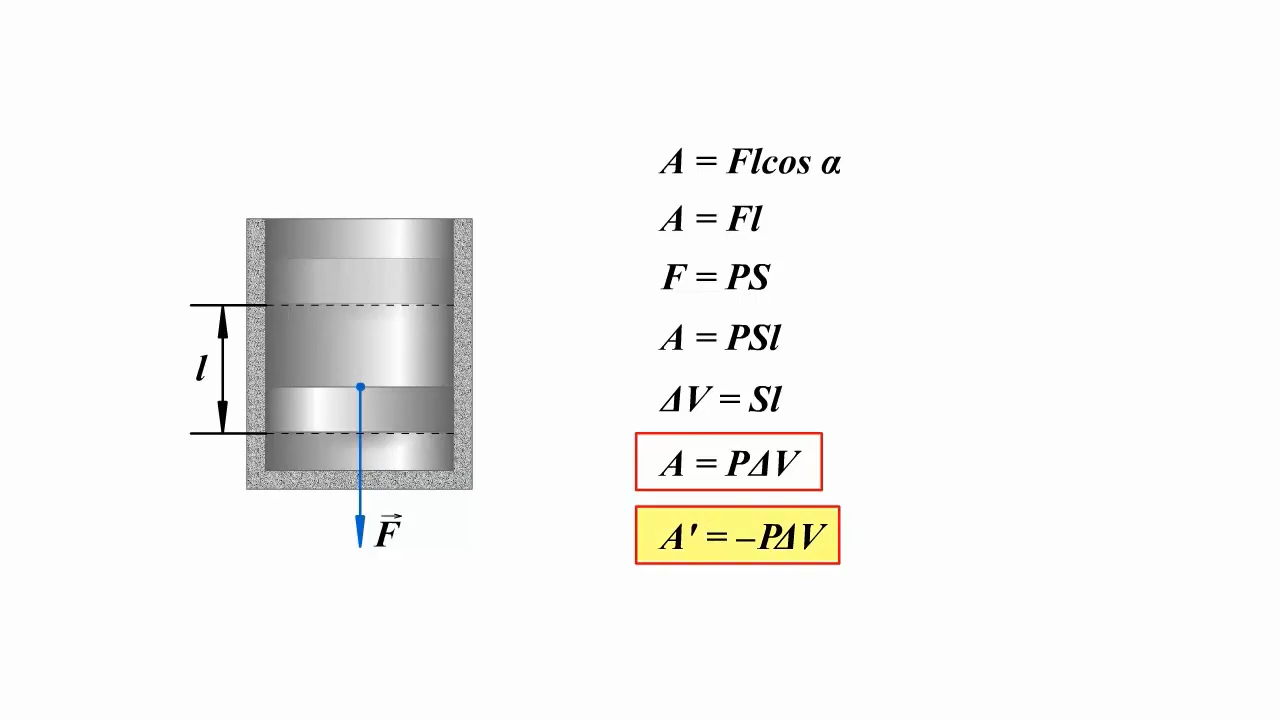 A = Flcos α
A = Fl
F = PS
A = PSl
ΔV = Sl
A = PΔV
A′ = –PΔV
l
F⃗